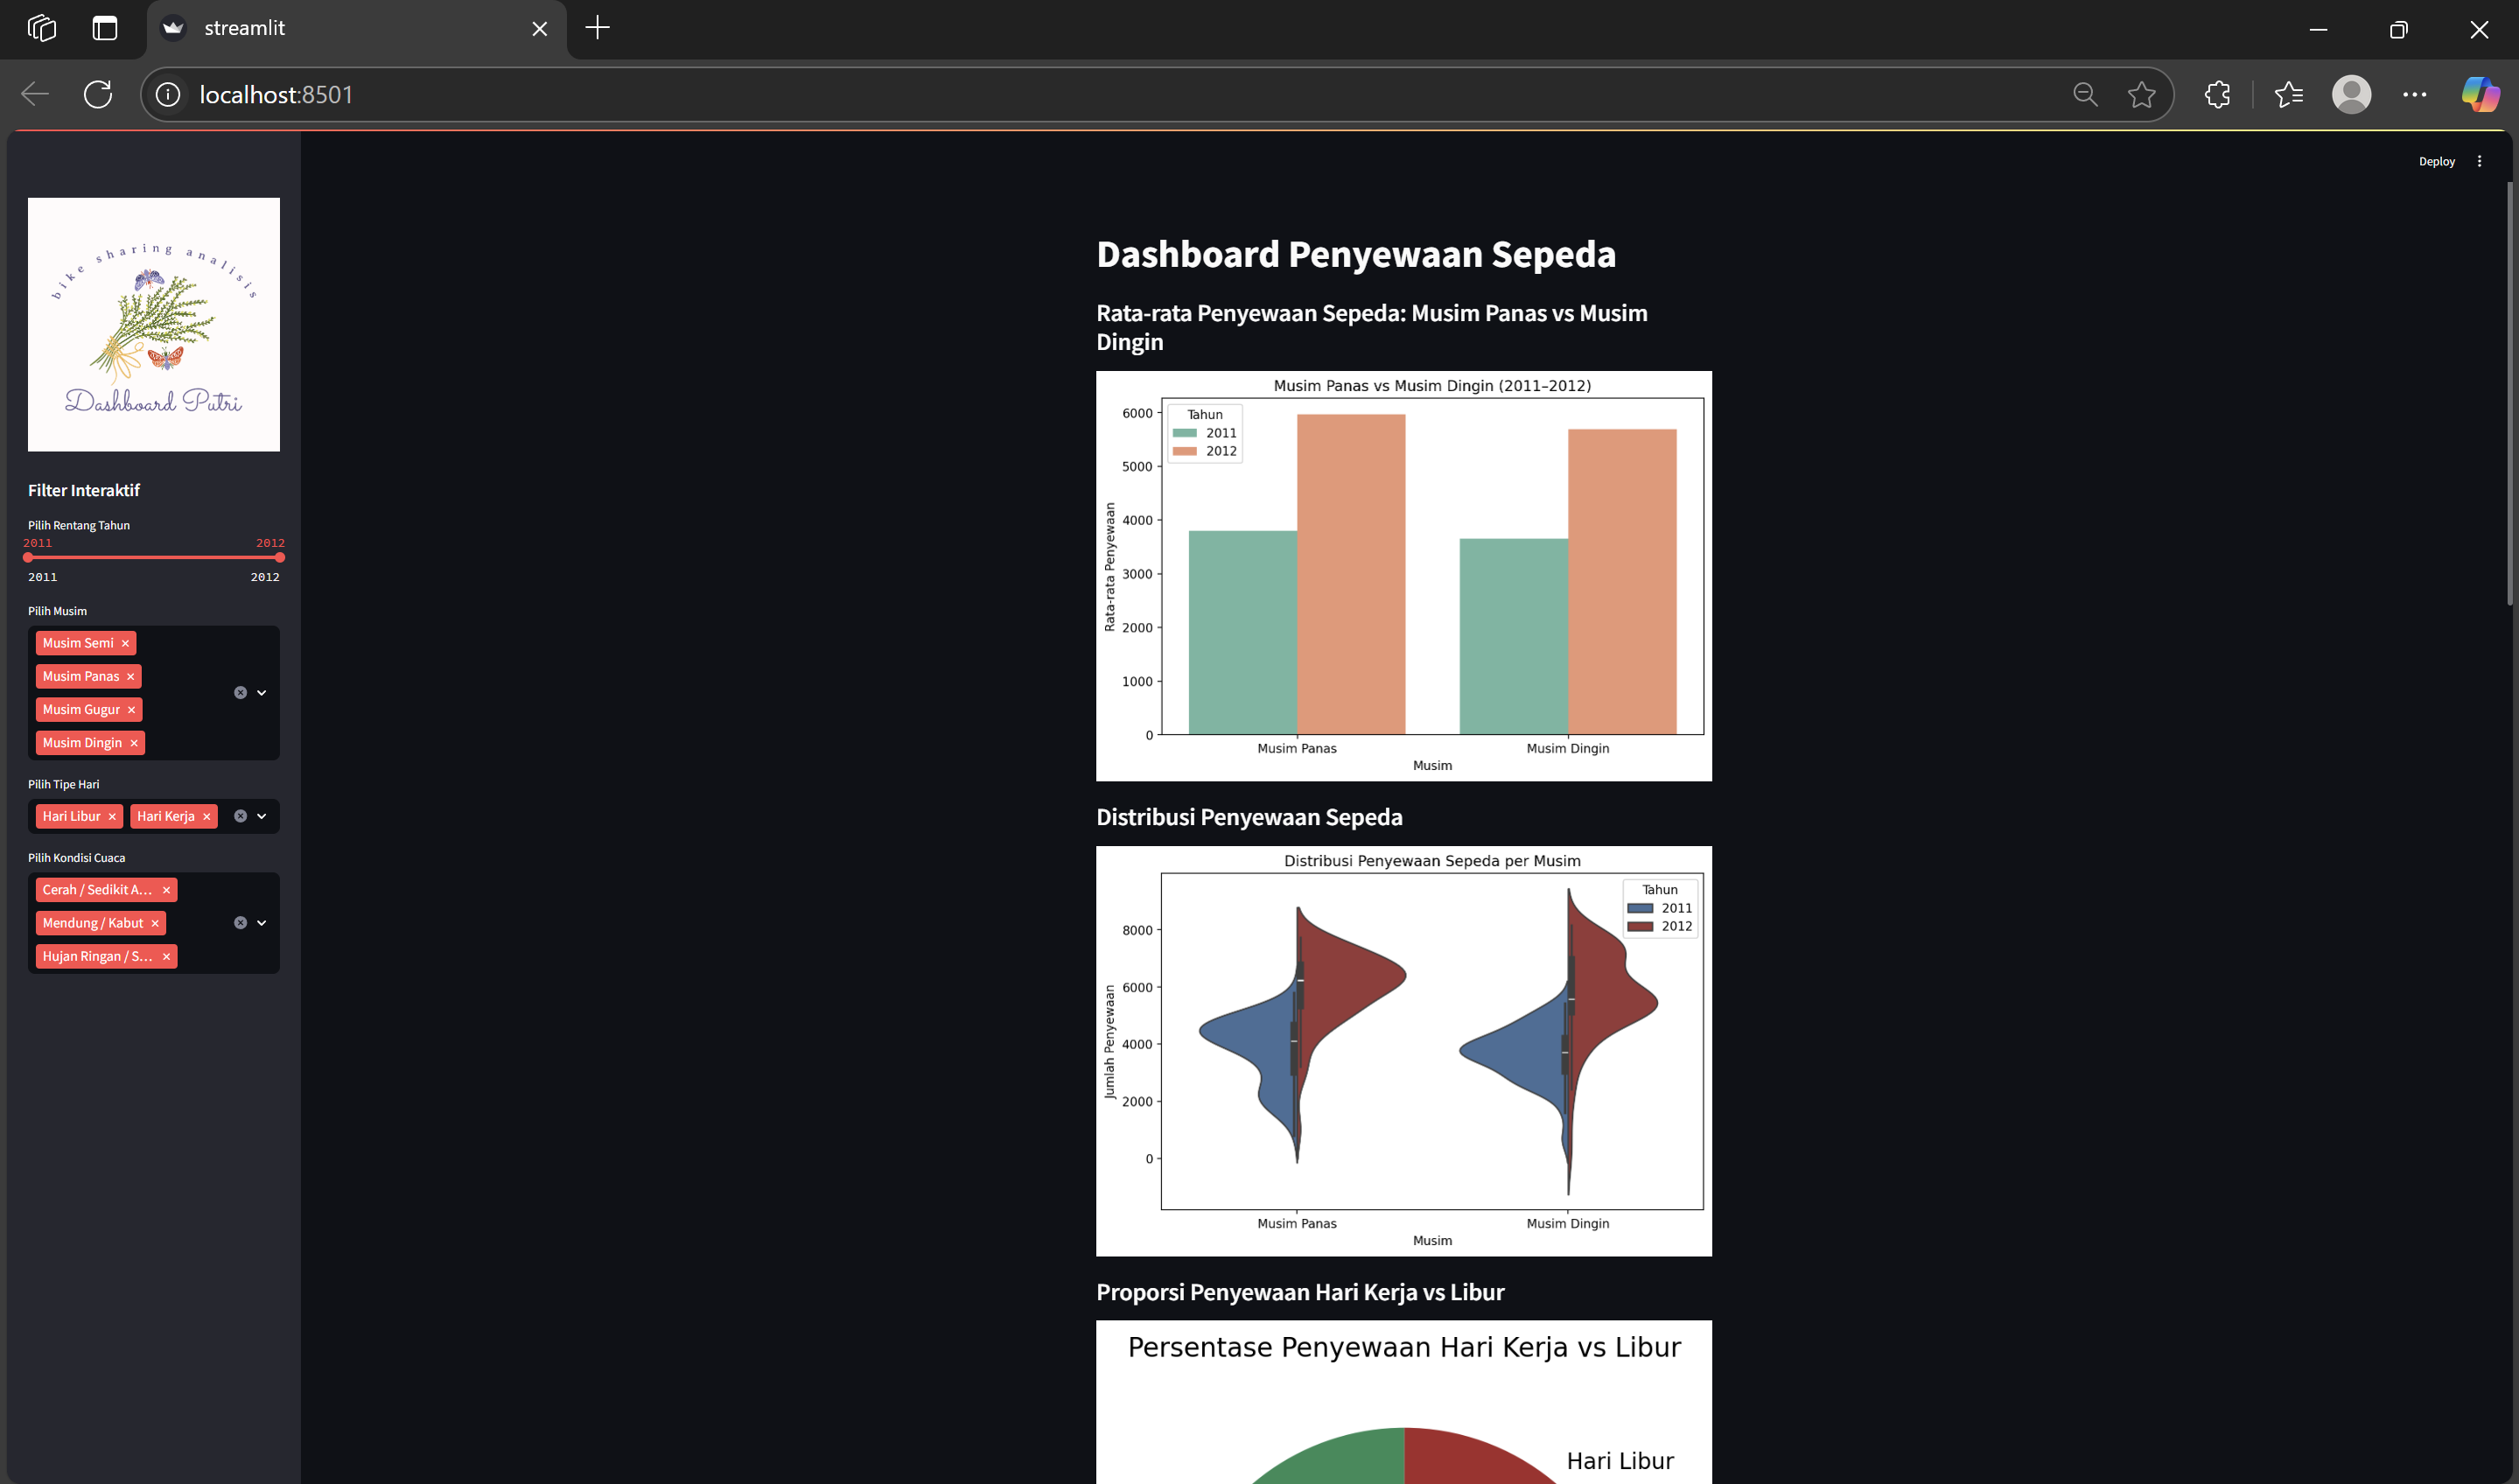 streamlit
localhost:8501
Deploy
bike sharing analisis
Dashboard Putri
Filter Interaktif
Pilih Rentang Tahun
2011 2012
2011 2012
Pilih Musim
Musim Semi
Musim Panas
Musim Gugur
Musim Dingin
Pilih Tipe Hari
Hari Libur Hari Kerja
Pilih Kondisi Cuaca
Cerah / Sedikit A...
Mendung / Kabut
Hujan Ringan / S...
Dashboard Penyewaan Sepeda
Rata-rata Penyewaan Sepeda: Musim Panas vs Musim
Dingin
Musim Panas vs Musim Dingin (2011–2012)
Tahun
2011
2012
6000
5000
4000
3000
2000
1000
0
Rata-rata Penyewaan
Musim Panas Musim Dingin
Musim
Distribusi Penyewaan Sepeda
Distribusi Penyewaan Sepeda per Musim
Tahun
2011
2012
8000
6000
4000
2000
0
Jumlah Penyewaan
Musim Panas Musim Dingin
Musim
Proporsi Penyewaan Hari Kerja vs Libur
Persentase Penyewaan Hari Kerja vs Libur
Hari Libur